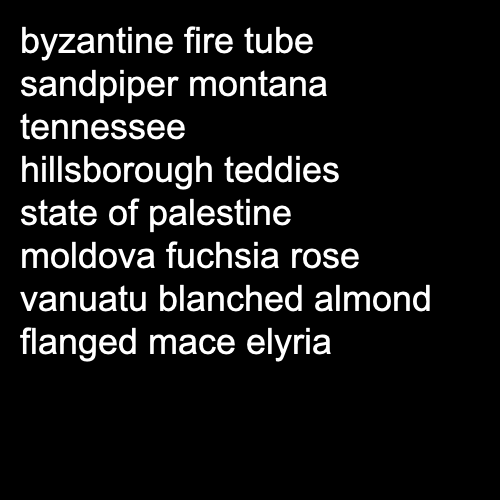 byzantine fire tube
sandpiper montana
tennessee
hillsborough teddies
state of palestine
moldova fuchsia rose
vanuatu blanched almond
flanged mace elyria